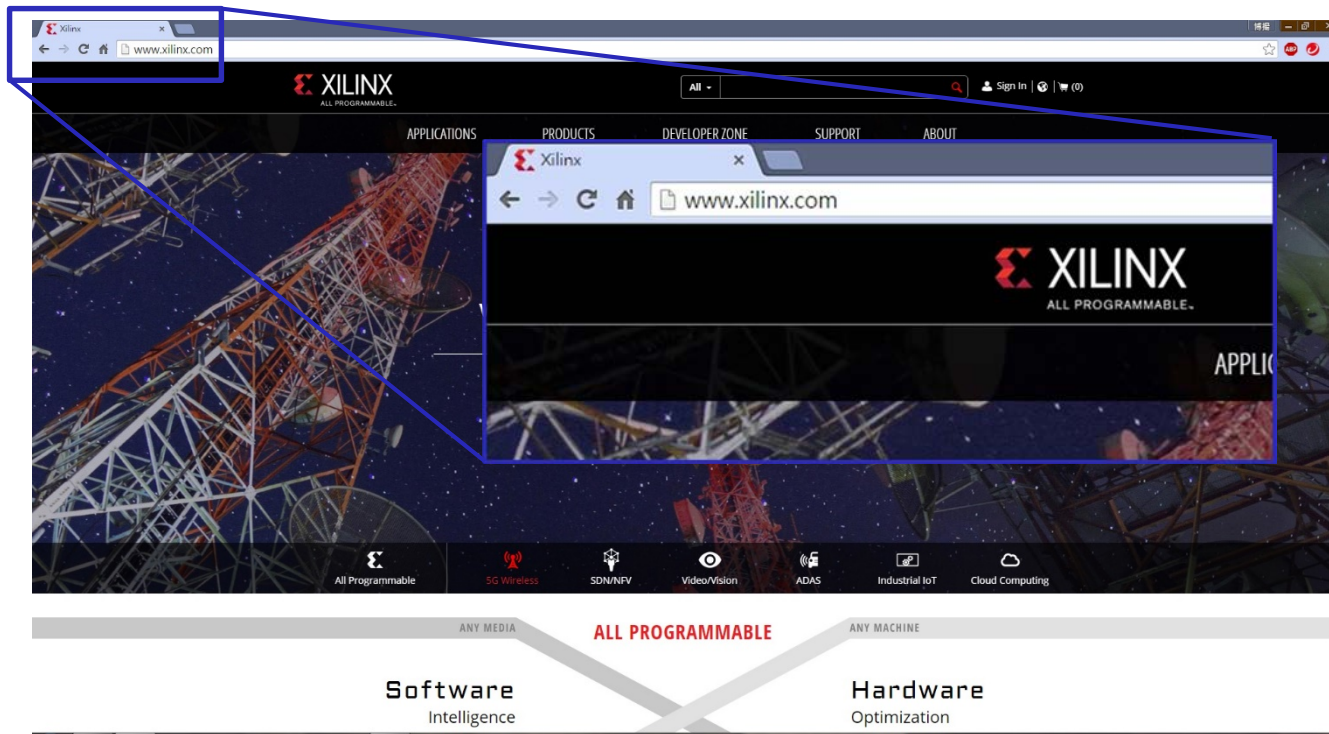 Xilinx
www.xilinx.com
XILINX
ALL PROGRAMMABLE.
All
Sign In | | (0)
APPLICATIONS PRODUCTS DEVELOPER ZONE SUPPORT ABOUT
Xilinx
www.xilinx.com
XILINX
ALL PROGRAMMABLE.
APPLIC
All Programmable 5G Wireless SDN/NFV Video/Vision ADAS Industrial IoT Cloud Computing
ANY MEDIA ALL PROGRAMMABLE ANY MACHINE
Software Hardware
Intelligence Optimization